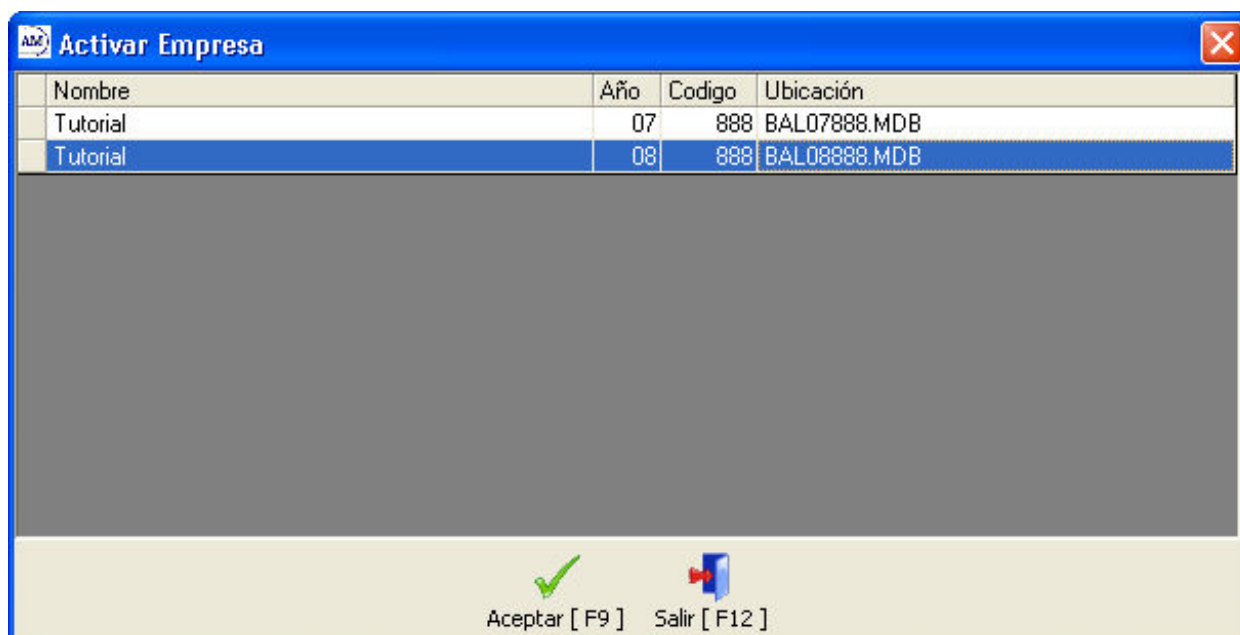 AM Activar Empresa
Nombre Año Codigo Ubicación
Tutorial 07 888 BAL07888.MDB
Tutorial 08 888 BAL08888.MDB
Aceptar [ F9 ] Salir [ F12 ]